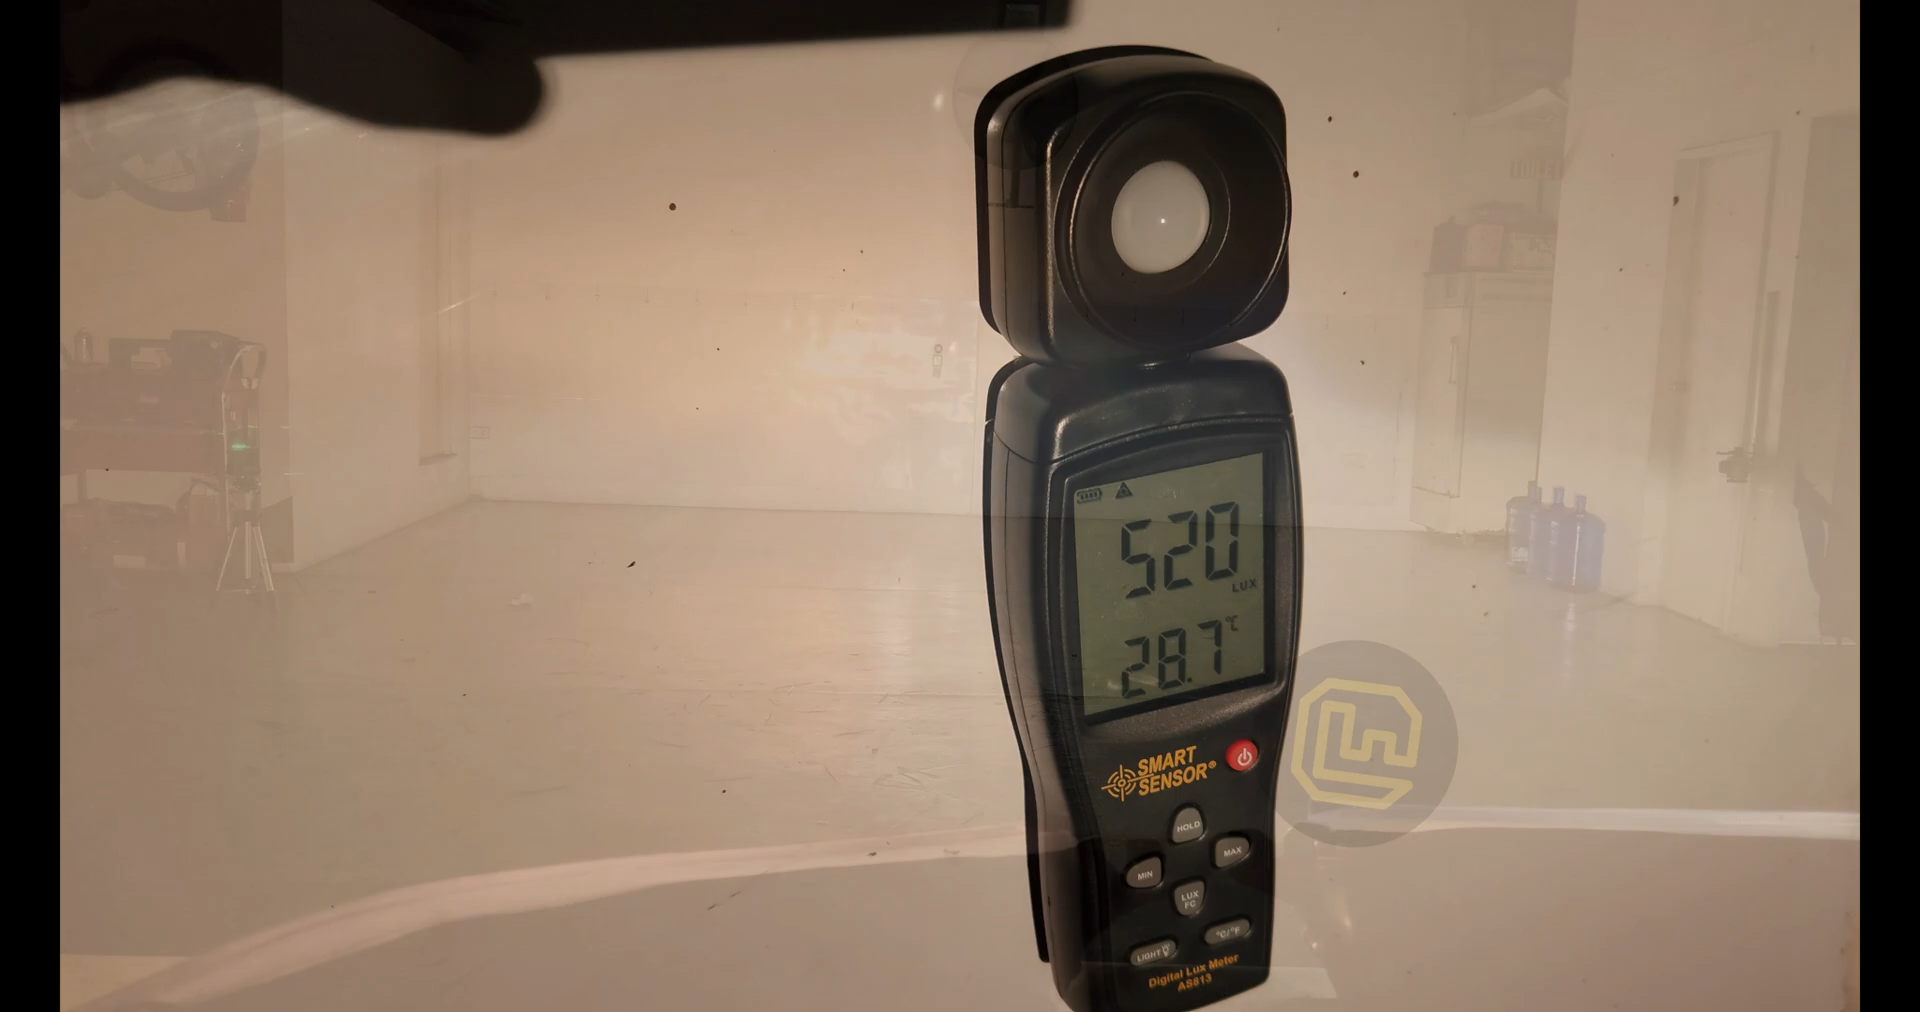 520
LUX
28.7 ℃
SMART
SENSOR®
HOLD
MAX
MIN
LUX
FC
°C/°F
LIGHT
Digital Lux Meter
AS813